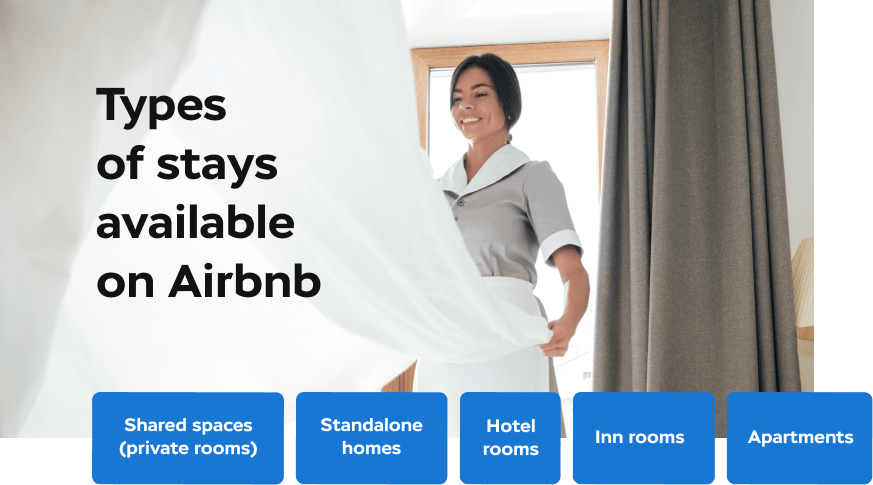 Types
of stays
available
on Airbnb
Shared spaces
(private rooms)
Standalone
homes
Hotel
rooms
Inn rooms
Apartments